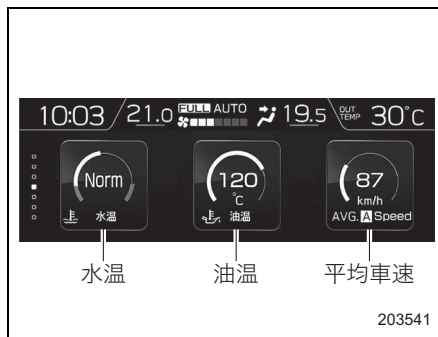 10:03 21.0 FULL AUTO 19.5 OUT TEMP 30°C
Norm 120 87
°C km/h
水温 油温 AVG. A Speed
水温 油温 平均車速
203541